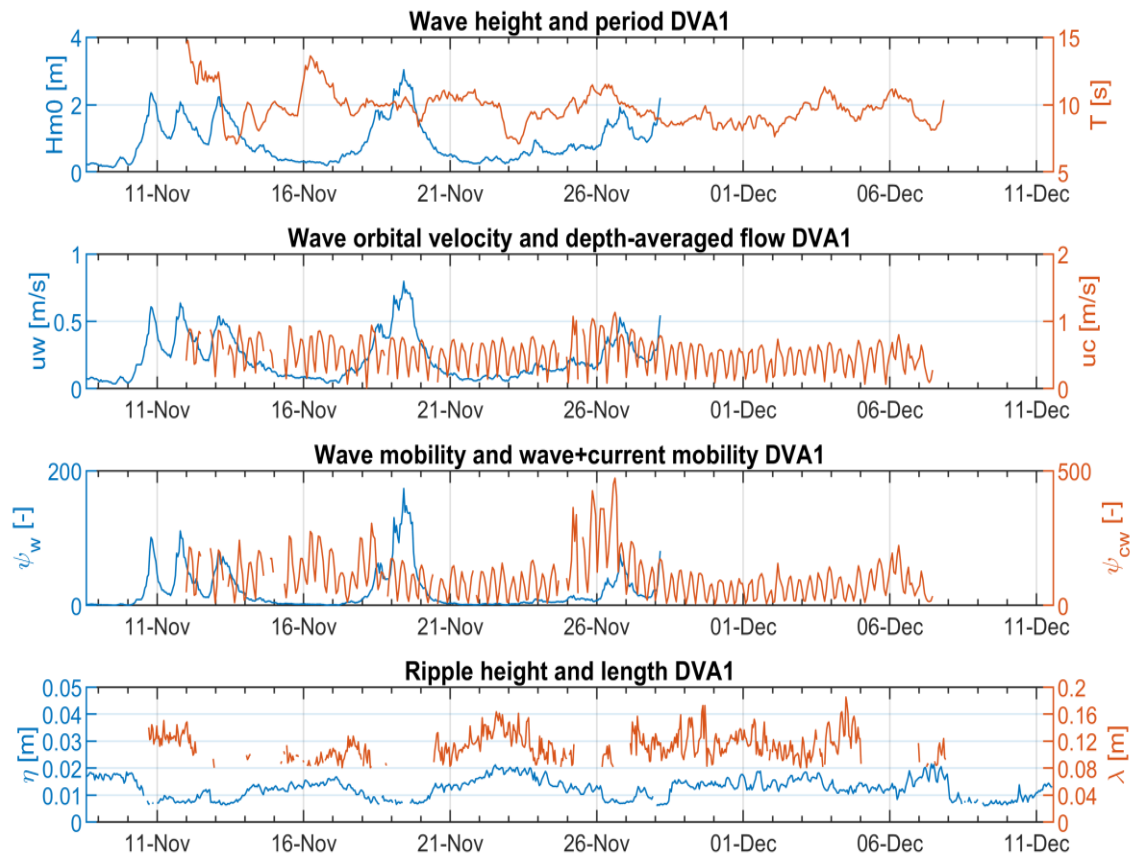 Wave height and period DVA1
Hm0 [m]
4
2
0
15
10
5
T [s]
11-Nov 16-Nov 21-Nov 26-Nov 01-Dec 06-Dec 11-Dec
Wave orbital velocity and depth-averaged flow DVA1
uw [m/s]
1
0.5
0
2
1
0
uc [m/s]
11-Nov 16-Nov 21-Nov 26-Nov 01-Dec 06-Dec 11-Dec
Wave mobility and wave+current mobility DVA1
ψw [-]
200
0
500
0
ψcw [-]
11-Nov 16-Nov 21-Nov 26-Nov 01-Dec 06-Dec 11-Dec
Ripple height and length DVA1
η [m]
0.05
0.04
0.03
0.02
0.01
0
0.2
0.16
0.12
0.08
0.04
0
λ [m]
11-Nov 16-Nov 21-Nov 26-Nov 01-Dec 06-Dec 11-Dec